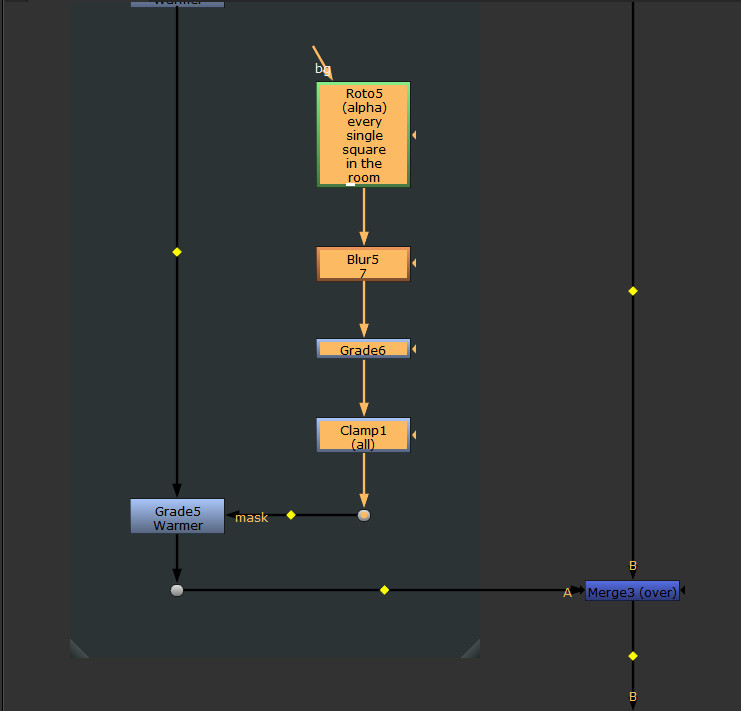 Warmer
bg
Roto5
(alpha)
every
single
square
in the
room
Blur5
7
Grade6
Clamp1
(all)
Grade5
Warmer
mask
B
A
Merge3 (over)
B